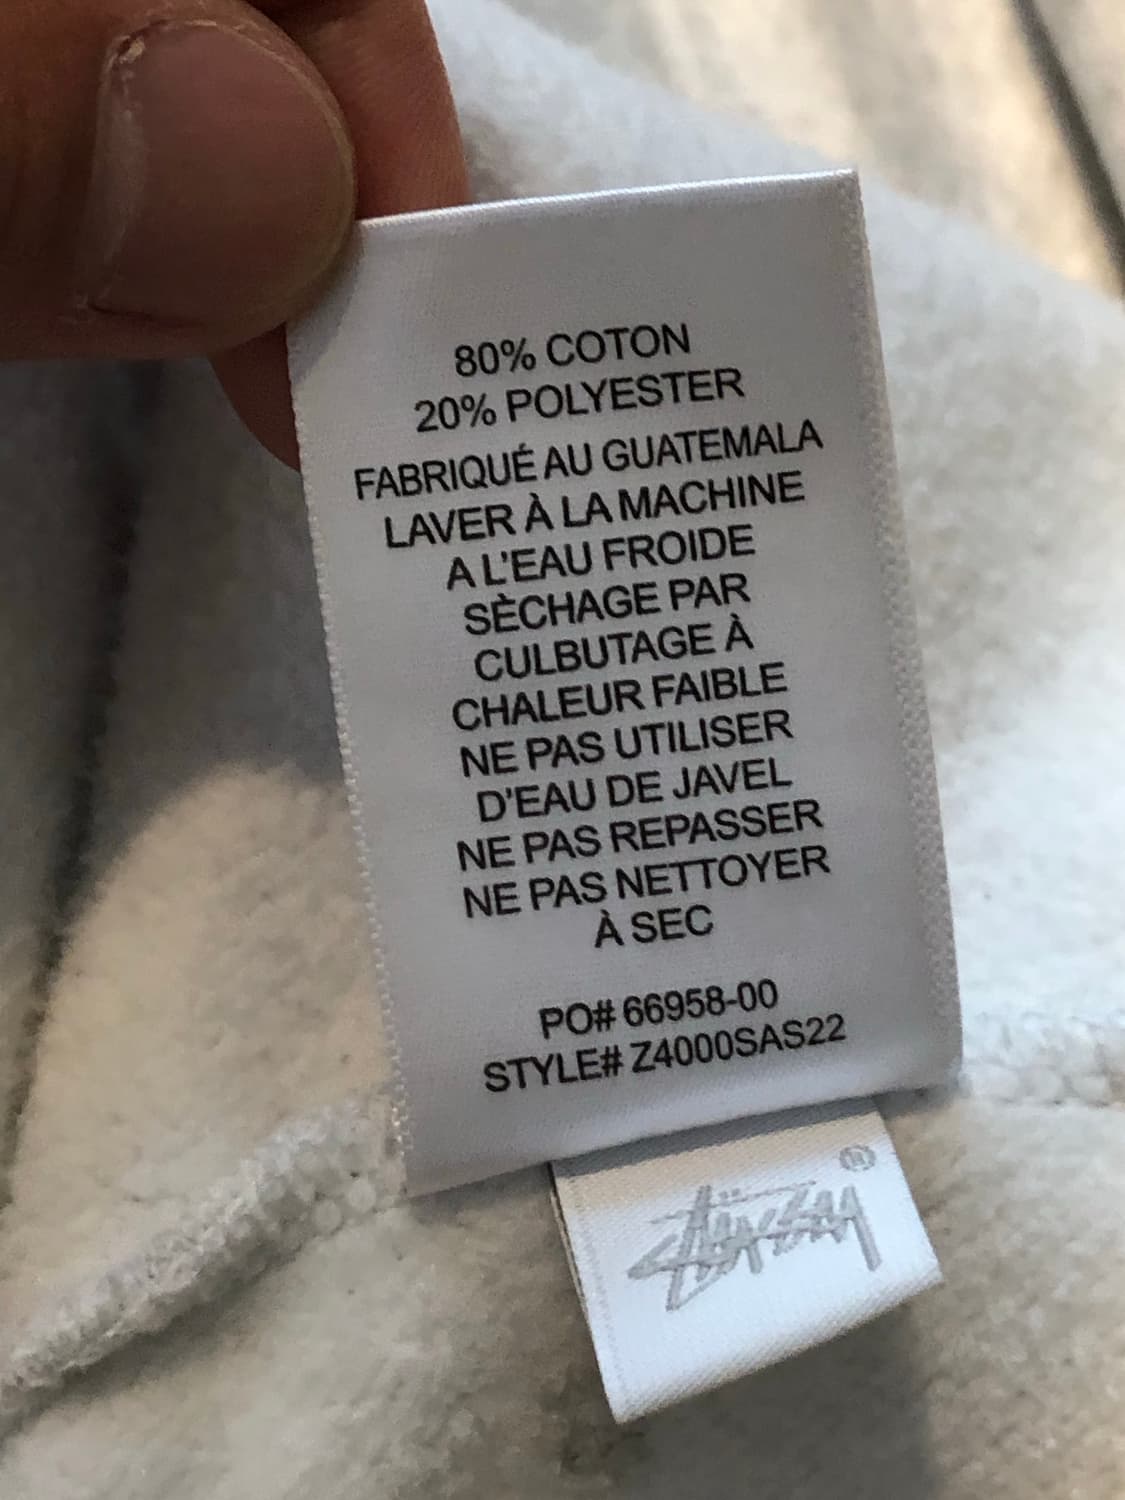 80% COTON
20% POLYESTER
FABRIQUÉ AU GUATEMALA
LAVER À LA MACHINE
A L'EAU FROIDE
SÈCHAGE PAR
CULBUTAGE À
CHALEUR FAIBLE
NE PAS UTILISER
D'EAU DE JAVEL
NE PAS REPASSER
NE PAS NETTOYER
À SEC
PO# 66958-00
STYLE# Z4000SAS22
Stüssy ®